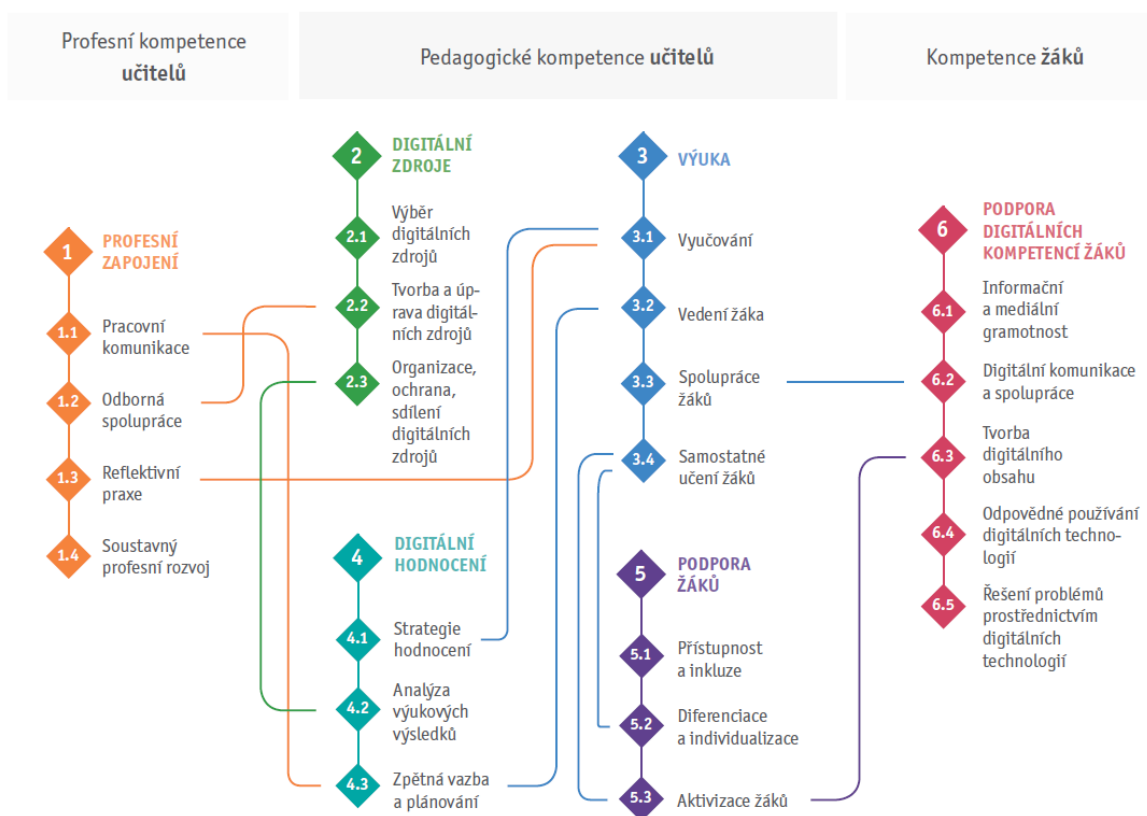 Profesní kompetence
učitelů
Pedagogické kompetence učitelů
Kompetence žáků
1
PROFESNÍ
ZAPOJENÍ
1.1
Pracovní
komunikace
1.2
Odborná
spolupráce
1.3
Reflektivní
praxe
1.4
Soustavný
profesní rozvoj
2
DIGITÁLNÍ
ZDROJE
2.1
Výběr
digitálních
zdrojů
2.2
Tvorba a úp-
rava digitál-
ních zdrojů
2.3
Organizace,
ochrana,
sdílení
digitálních
zdrojů
4
DIGITÁLNÍ
HODNOCENÍ
4.1
Strategie
hodnocení
4.2
Analýza
výukových
výsledků
4.3
Zpětná vazba
a plánování
3
VÝUKA
3.1
Vyučování
3.2
Vedení žáka
3.3
Spolupráce
žáků
3.4
Samostatné
učení žáků
5
PODPORA
ŽÁKŮ
5.1
Přístupnost
a inkluze
5.2
Diferenciace
a individualizace
5.3
Aktivizace žáků
6
PODPORA
DIGITÁLNÍCH
KOMPETENCÍ ŽÁKŮ
6.1
Informační
a mediální
gramotnost
6.2
Digitální komunikace
a spolupráce
6.3
Tvorba
digitálního
obsahu
6.4
Odpovědné používání
digitálních techno-
logií
6.5
Řešení problémů
prostřednictvím
digitálních
technologií